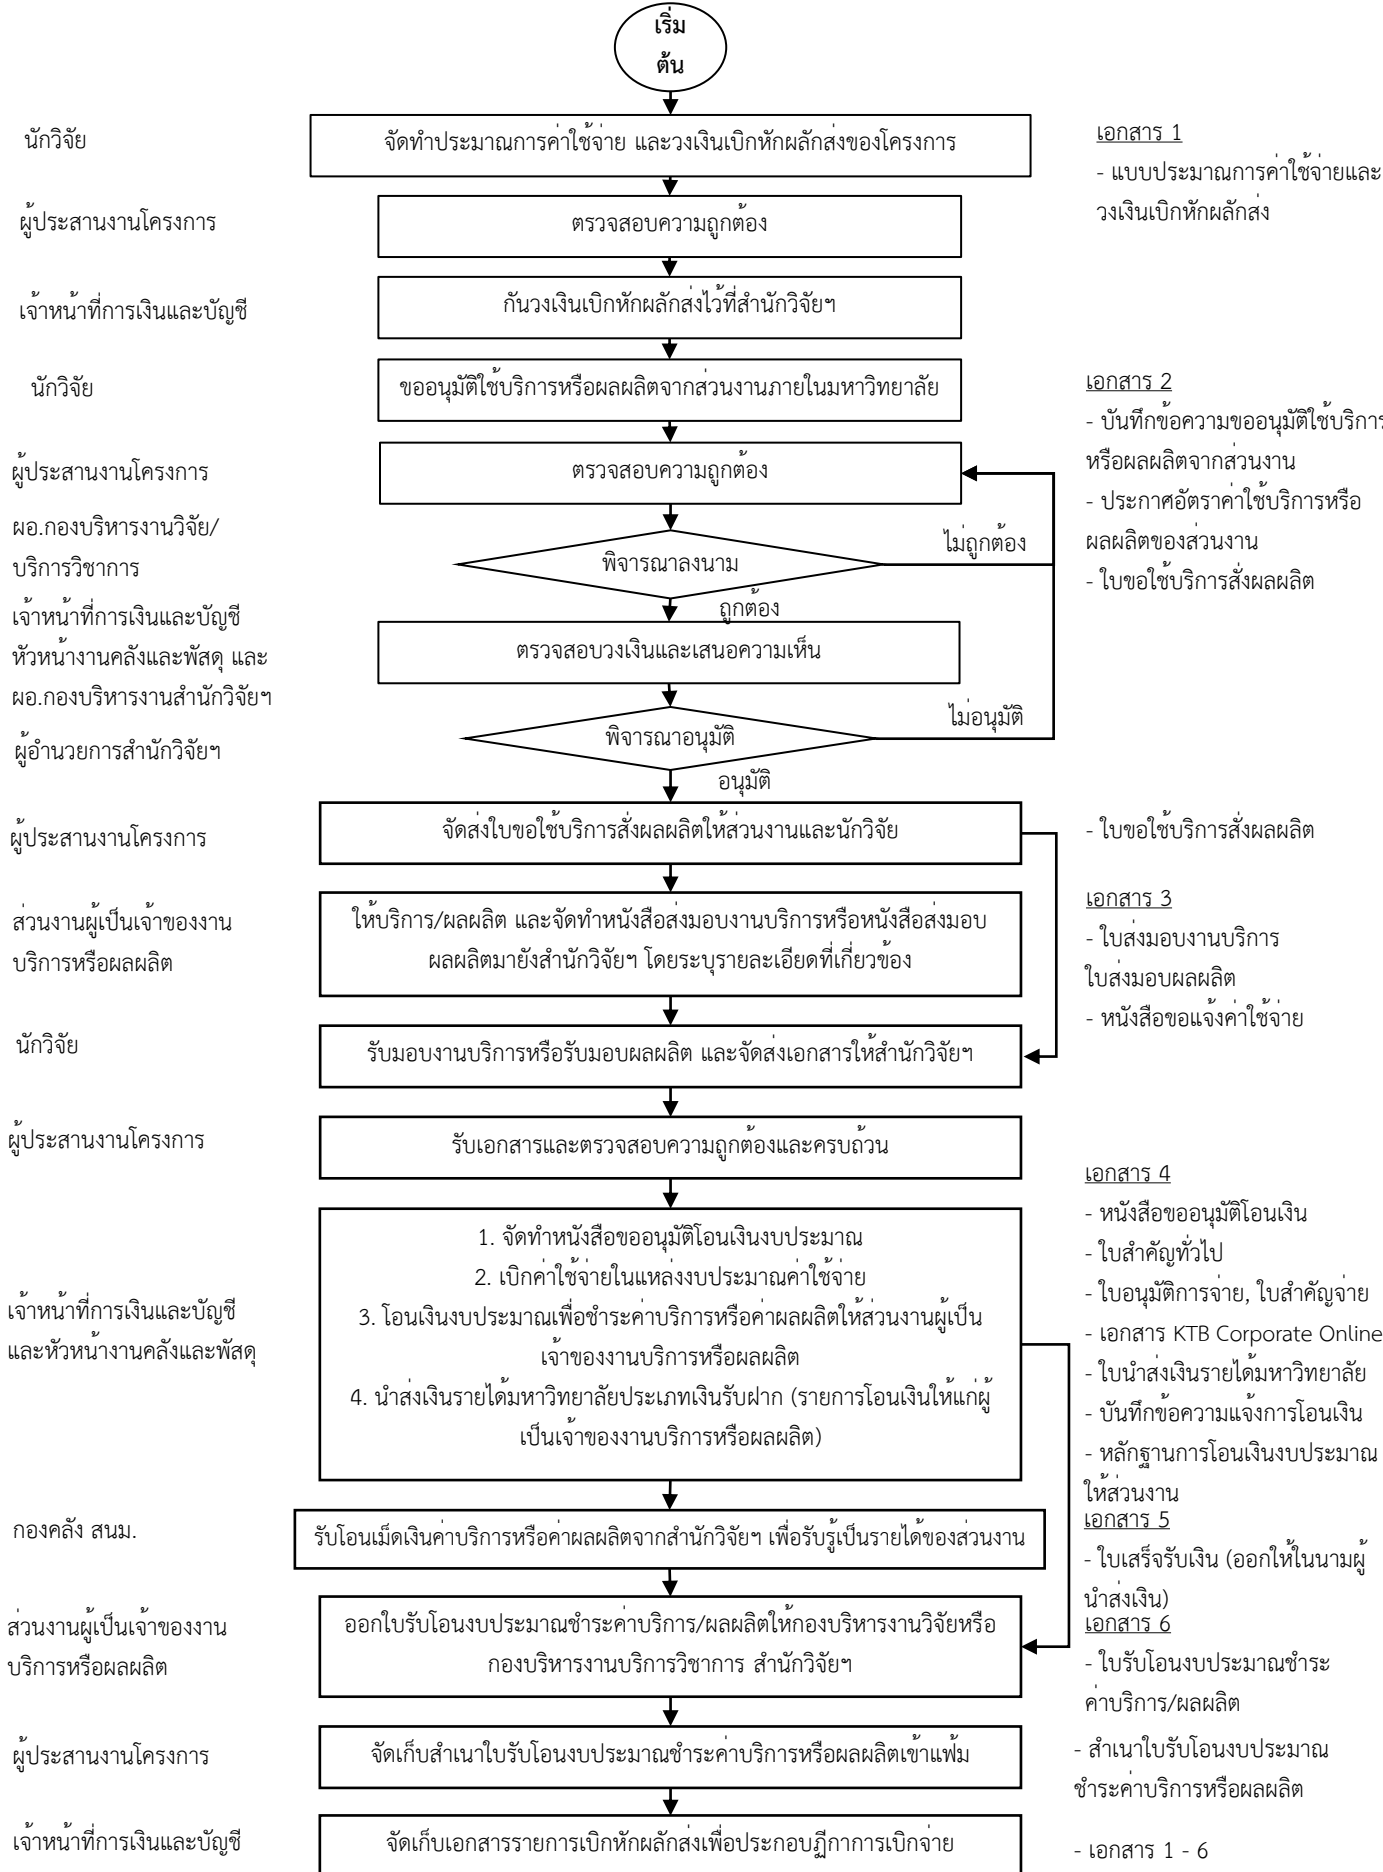 เริ่ม
ต้น
นักวิจัย
จัดทำประมาณการค่าใช้จ่าย และวงเงินเบิกหักผลักส่งของโครงการ
เอกสาร 1
- แบบประมาณการค่าใช้จ่ายและ
วงเงินเบิกหักผลักส่ง
ผู้ประสานงานโครงการ
ตรวจสอบความถูกต้อง
เจ้าหน้าที่การเงินและบัญชี
กันวงเงินเบิกหักผลักส่งไว้ที่สำนักวิจัยฯ
นักวิจัย
ขออนุมัติใช้บริการหรือผลผลิตจากส่วนงานภายในมหาวิทยาลัย
เอกสาร 2
- บันทึกข้อความขออนุมัติใช้บริการ
หรือผลผลิตจากส่วนงาน
- ประกาศอัตราค่าใช้บริการหรือ
ผลผลิตของส่วนงาน
- ใบขอใช้บริการสั่งผลผลิต
ผู้ประสานงานโครงการ
ตรวจสอบความถูกต้อง
ผอ.กองบริหารงานวิจัย/
บริการวิชาการ
พิจารณาลงนาม
ไม่ถูกต้อง
ถูกต้อง
เจ้าหน้าที่การเงินและบัญชี
หัวหน้างานคลังและพัสดุ และ
ผอ.กองบริหารงานสำนักวิจัยฯ
ตรวจสอบวงเงินและเสนอความเห็น
ผู้อำนวยการสำนักวิจัยฯ
พิจารณาอนุมัติ
ไม่อนุมัติ
อนุมัติ
ผู้ประสานงานโครงการ
จัดส่งใบขอใช้บริการสั่งผลผลิตให้ส่วนงานและนักวิจัย
- ใบขอใช้บริการสั่งผลผลิต
ส่วนงานผู้เป็นเจ้าของงาน
บริการหรือผลผลิต
ให้บริการ/ผลผลิต และจัดทำหนังสือส่งมอบงานบริการหรือหนังสือส่งมอบ
ผลผลิตมายังสำนักวิจัยฯ โดยระบุรายละเอียดที่เกี่ยวข้อง
เอกสาร 3
- ใบส่งมอบงานบริการ
ใบส่งมอบผลผลิต
- หนังสือขอแจ้งค่าใช้จ่าย
นักวิจัย
รับมอบงานบริการหรือรับมอบผลผลิต และจัดส่งเอกสารให้สำนักวิจัยฯ
ผู้ประสานงานโครงการ
รับเอกสารและตรวจสอบความถูกต้องและครบถ้วน
เจ้าหน้าที่การเงินและบัญชี
และหัวหน้างานคลังและพัสดุ
1. จัดทำหนังสือขออนุมัติโอนเงินงบประมาณ
2. เบิกค่าใช้จ่ายในแหล่งงบประมาณค่าใช้จ่าย
3. โอนเงินงบประมาณเพื่อชำระค่าบริการหรือค่าผลผลิตให้ส่วนงานผู้เป็น
เจ้าของงานบริการหรือผลผลิต
4. นำส่งเงินรายได้มหาวิทยาลัยประเภทเงินรับฝาก (รายการโอนเงินให้แก่ผู้
เป็นเจ้าของงานบริการหรือผลผลิต)
เอกสาร 4
- หนังสือขออนุมัติโอนเงิน
- ใบสำคัญทั่วไป
- ใบอนุมัติการจ่าย, ใบสำคัญจ่าย
- เอกสาร KTB Corporate Online
- ใบนำส่งเงินรายได้มหาวิทยาลัย
- บันทึกข้อความแจ้งการโอนเงิน
- หลักฐานการโอนเงินงบประมาณ
ให้ส่วนงาน
กองคลัง สนม.
รับโอนเม็ดเงินค่าบริการหรือค่าผลผลิตจากสำนักวิจัยฯ เพื่อรับรู้เป็นรายได้ของส่วนงาน
เอกสาร 5
- ใบเสร็จรับเงิน (ออกให้ในนามผู้
นำส่งเงิน)
ส่วนงานผู้เป็นเจ้าของงาน
บริการหรือผลผลิต
ออกใบรับโอนงบประมาณชำระค่าบริการ/ผลผลิตให้กองบริหารงานวิจัยหรือ
กองบริหารงานบริการวิชาการ สำนักวิจัยฯ
เอกสาร 6
- ใบรับโอนงบประมาณชำระ
ค่าบริการ/ผลผลิต
ผู้ประสานงานโครงการ
จัดเก็บสำเนาใบรับโอนงบประมาณชำระค่าบริการหรือผลผลิตเข้าแฟ้ม
- สำเนาใบรับโอนงบประมาณ
ชำระค่าบริการหรือผลผลิต
เจ้าหน้าที่การเงินและบัญชี
จัดเก็บเอกสารรายการเบิกหักผลักส่งเพื่อประกอบฎีกาการเบิกจ่าย
- เอกสาร 1 - 6